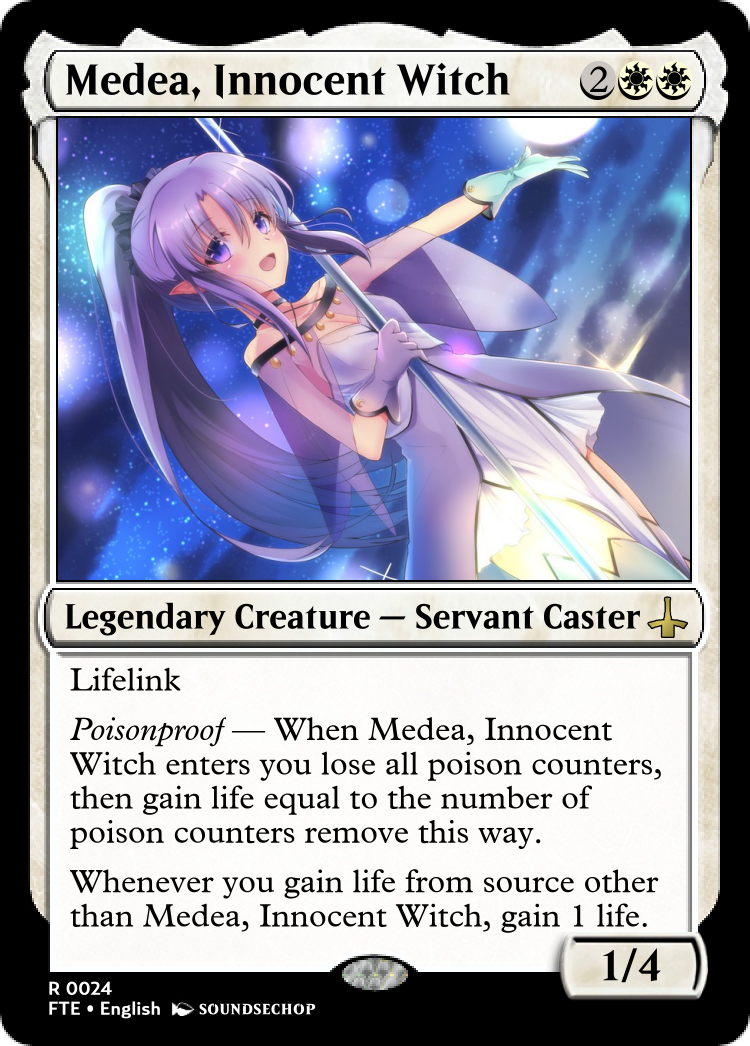 Medea, Innocent Witch 2
Legendary Creature — Servant Caster
Lifelink
Poisonproof — When Medea, Innocent
Witch enters you lose all poison counters,
then gain life equal to the number of
poison counters remove this way.
Whenever you gain life from source other
than Medea, Innocent Witch, gain 1 life.
1/4
R 0024
FTE • English SOUNDSECHOP